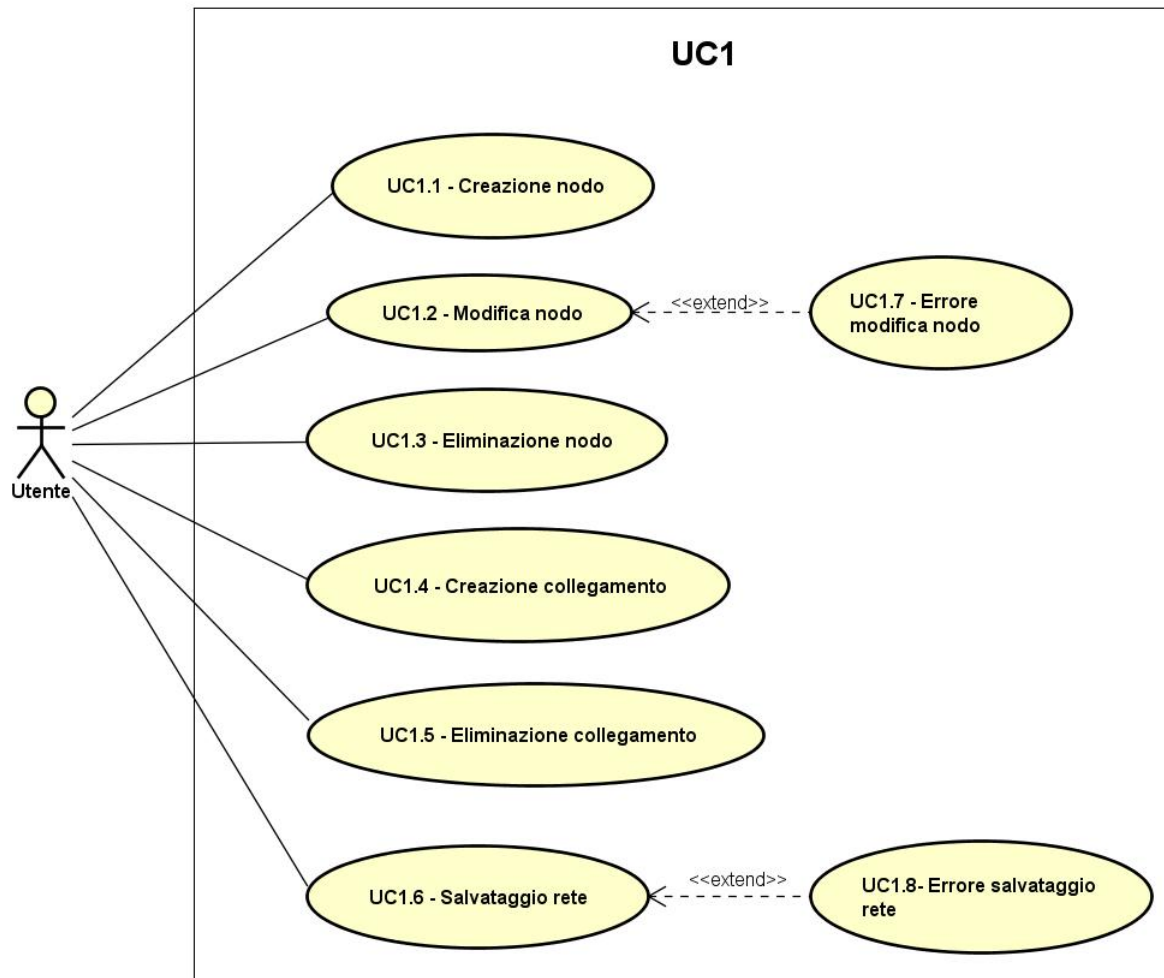 UC1
UC1.1 - Creazione nodo
UC1.2 - Modifica nodo
<<extend>>
UC1.7 - Errore
modifica nodo
UC1.3 - Eliminazione nodo
Utente
UC1.4 - Creazione collegamento
UC1.5 - Eliminazione collegamento
UC1.6 - Salvataggio rete
<<extend>>
UC1.8- Errore salvataggio
rete